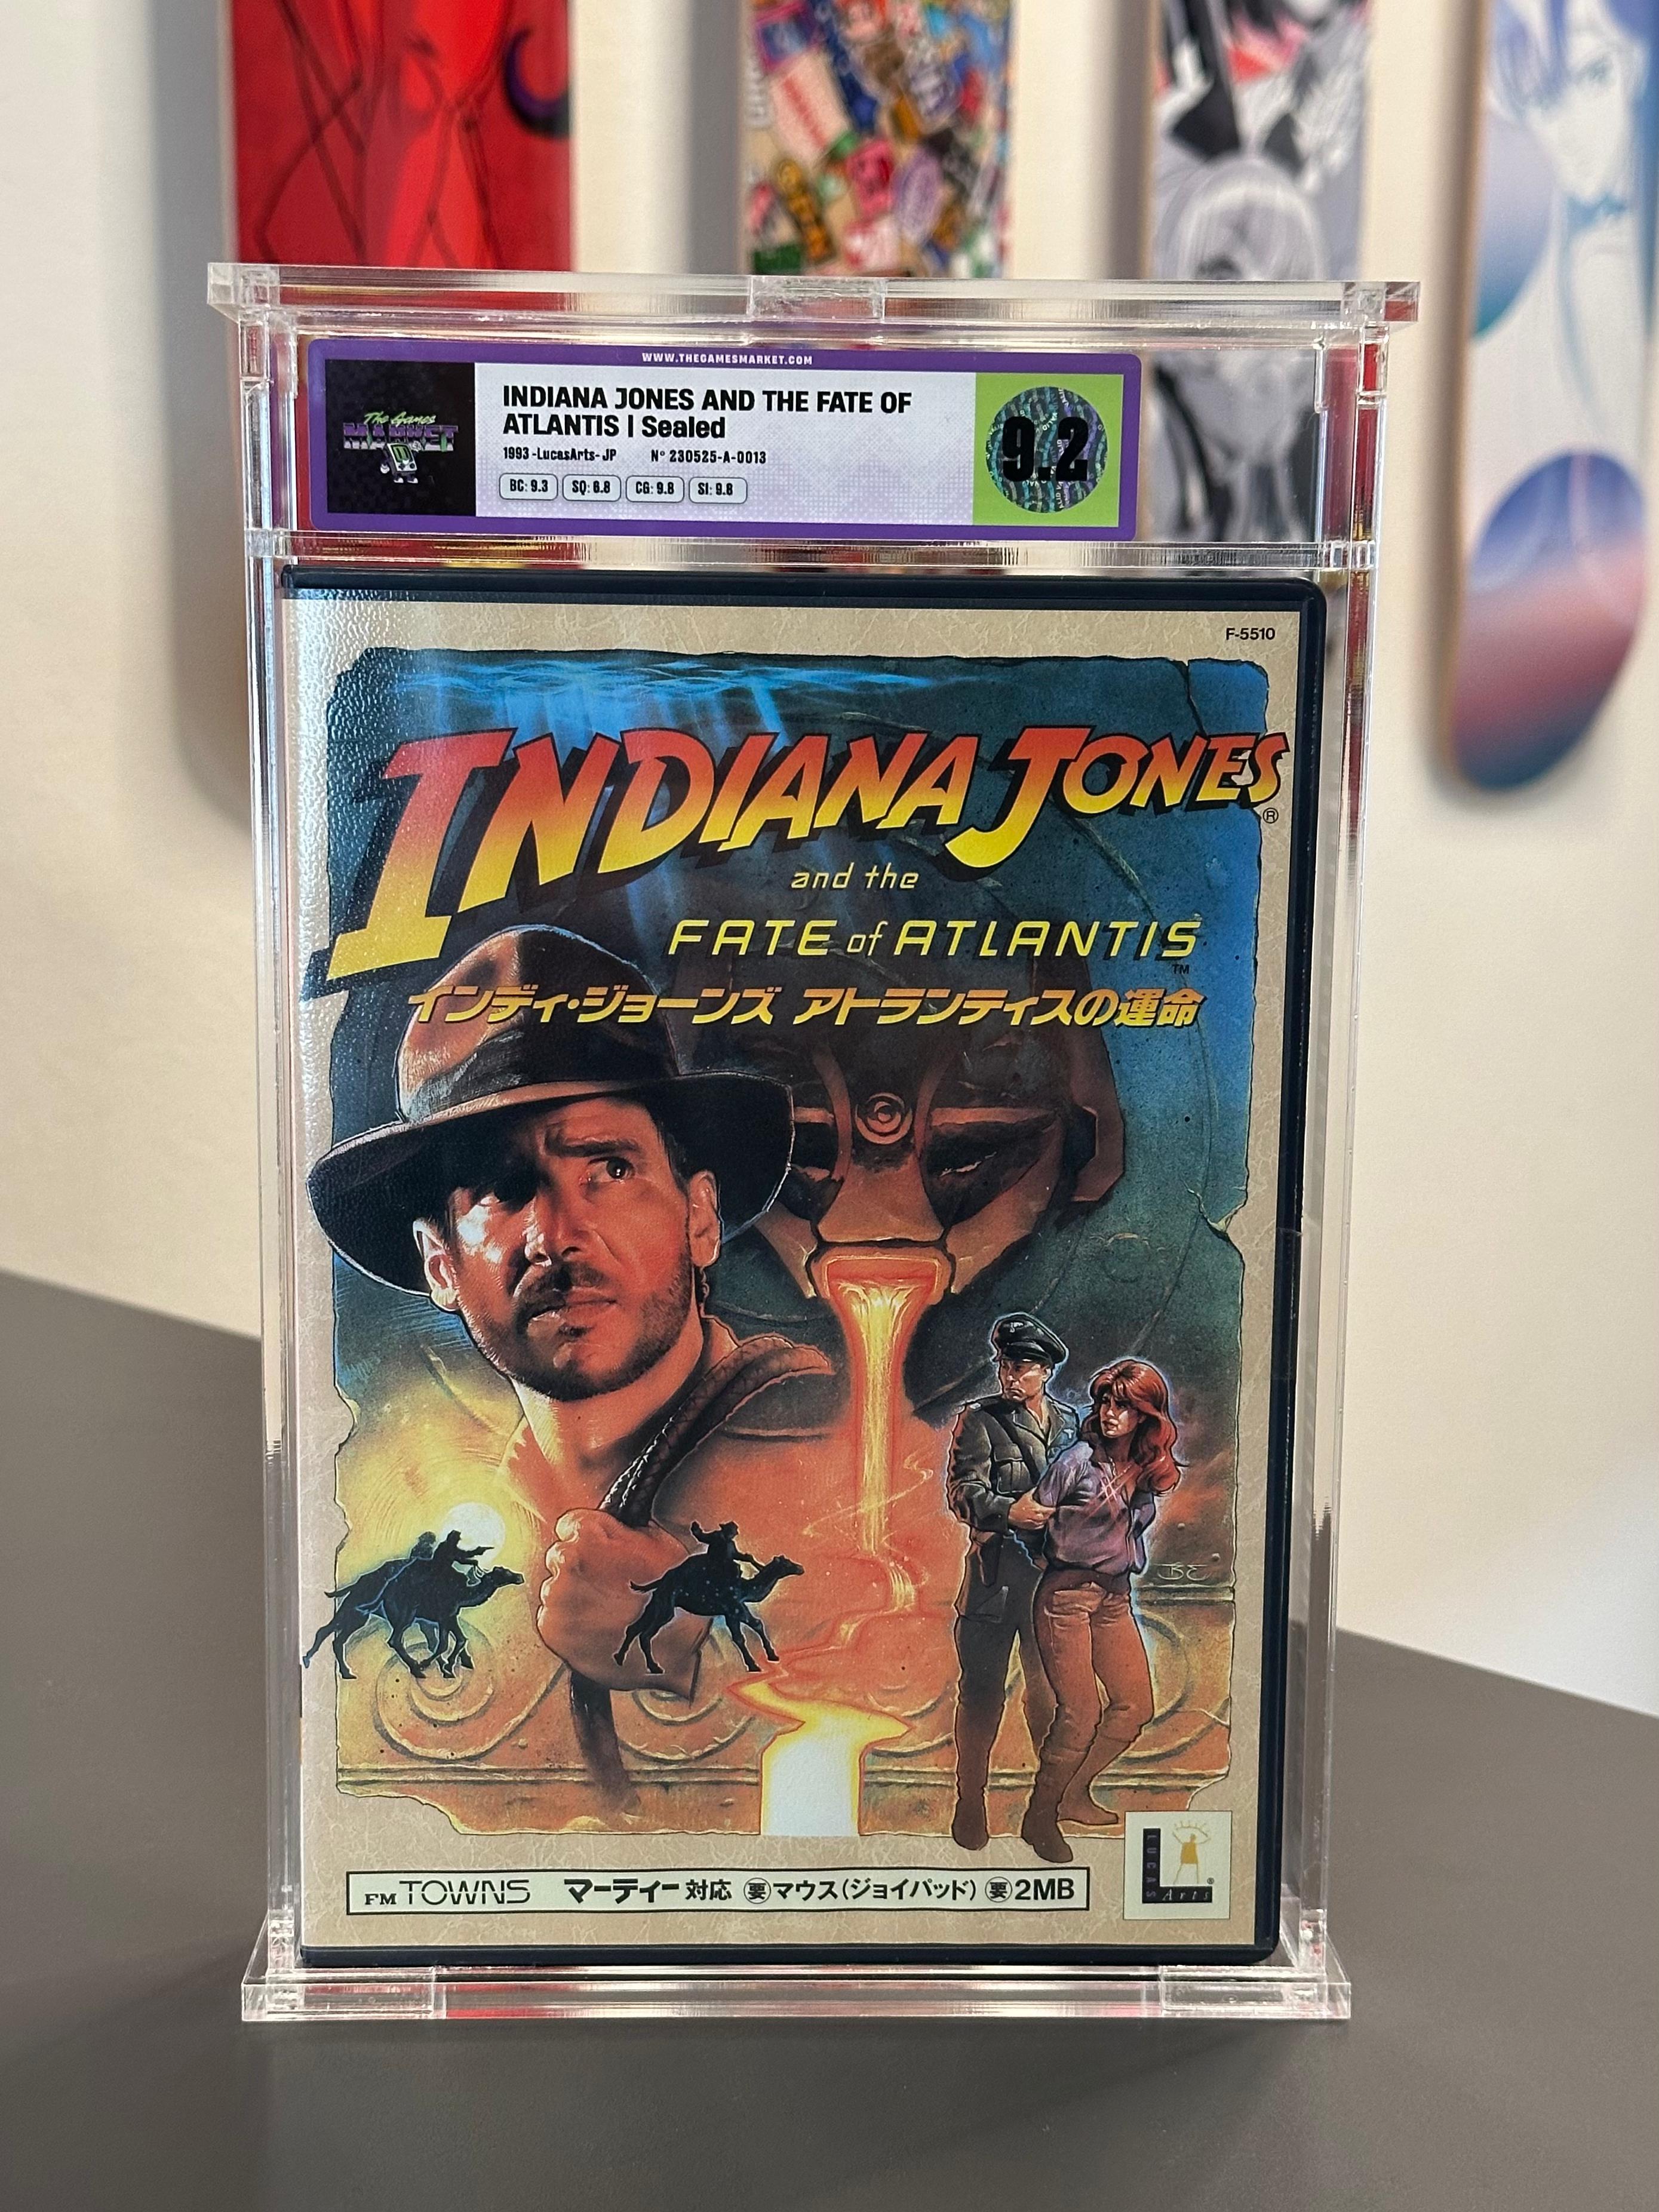 WWW.THEGAMESMARKET.COM
The Games
MARKET
INDIANA JONES AND THE FATE OF
ATLANTIS | Sealed
1993 -LucasArts- JP N° 230525-A-0013
BC: 9.3 SQ: 8.8 CG: 9.8 SI: 9.8
9.2
F-5510
INDIANA JONES®
and the
FATE of ATLANTIS
TM
インディ・ジョーンズ アトランティスの運命
FM TOWNS マーティー対応 要マウス(ジョイパッド) 要2MB
LUCAS
Arts®